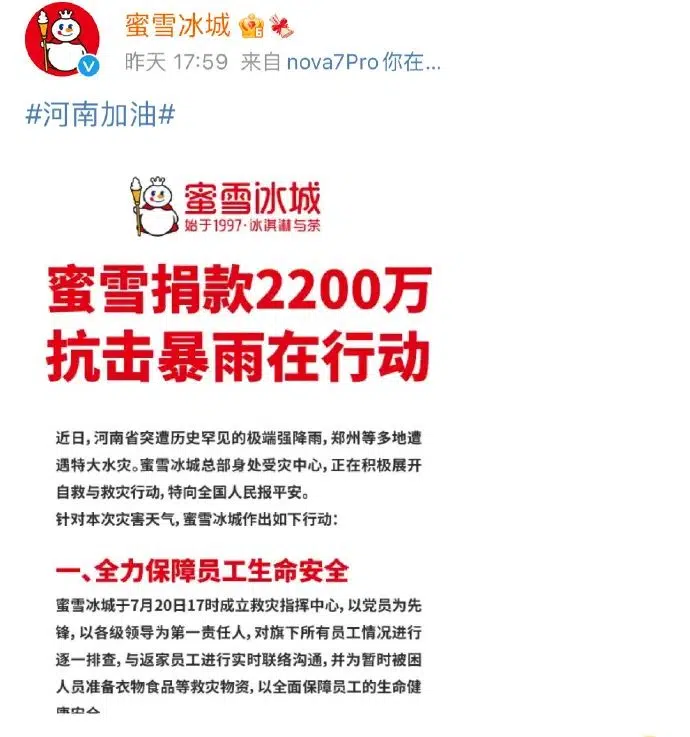 蜜雪冰城
昨天 17:59 来自 nova7Pro你在...
#河南加油#
蜜雪冰城
始于1997·冰淇淋与茶
蜜雪捐款2200万
抗击暴雨在行动
近日，河南省突遭历史罕见的极端强降雨，郑州等多地遭
遇特大水灾。蜜雪冰城总部身处受灾中心，正在积极展开
自救与救灾行动，特向全国人民报平安。
针对本次灾害天气，蜜雪冰城作出如下行动：
一、全力保障员工生命安全
蜜雪冰城于7月20日17时成立救灾指挥中心，以党员为先
锋，以各级领导为第一责任人，对旗下所有员工情况进行
逐一排查，与返家员工进行实时联络沟通，并为暂时被困
人员准备衣物食品等救灾物资，以全面保障员工的生命健
康安全